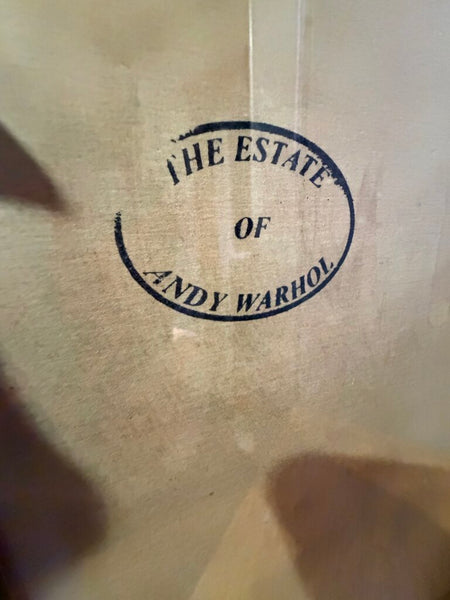 THE ESTATE
OF
ANDY WARHOL